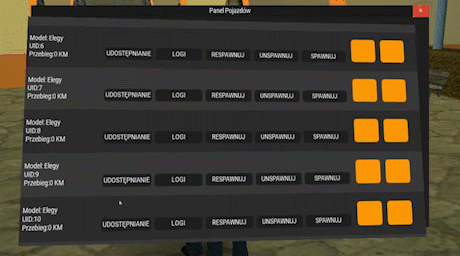 Panel Pojazdów
Model: Elegy
UID:6
Przebieg:0 KM
UDOSTĘPNIANIE LOGI RESPAWNUJ UNSPAWNUJ SPAWNUJ
Model: Elegy
UID:7
Przebieg:0 KM
UDOSTĘPNIANIE LOGI RESPAWNUJ UNSPAWNUJ SPAWNUJ
Model: Elegy
UID:8
Przebieg:0 KM
UDOSTĘPNIANIE LOGI RESPAWNUJ UNSPAWNUJ SPAWNUJ
Model: Elegy
UID:9
Przebieg:0 KM
UDOSTĘPNIANIE LOGI RESPAWNUJ UNSPAWNUJ SPAWNUJ
Model: Elegy
UID:10
Przebieg:0 KM
UDOSTĘPNIANIE LOGI RESPAWNUJ UNSPAWNUJ SPAWNUJ